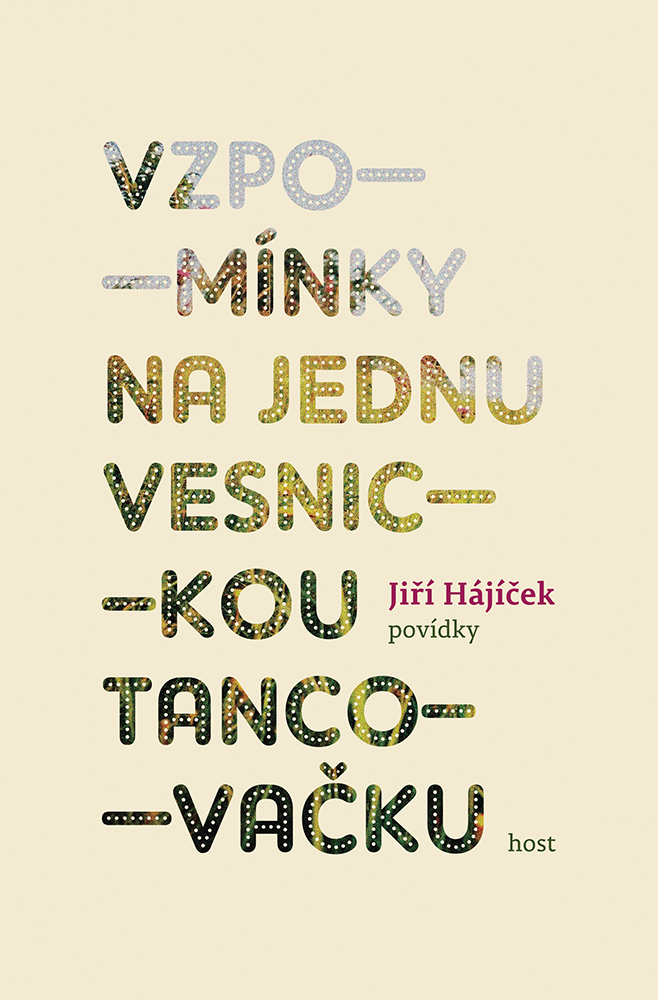 VZPO—
—MÍNKY
NA JEDNU
VESNIC—
—KOU
Jiří Hájíček
povídky
TANCO—
—VAČKU
host